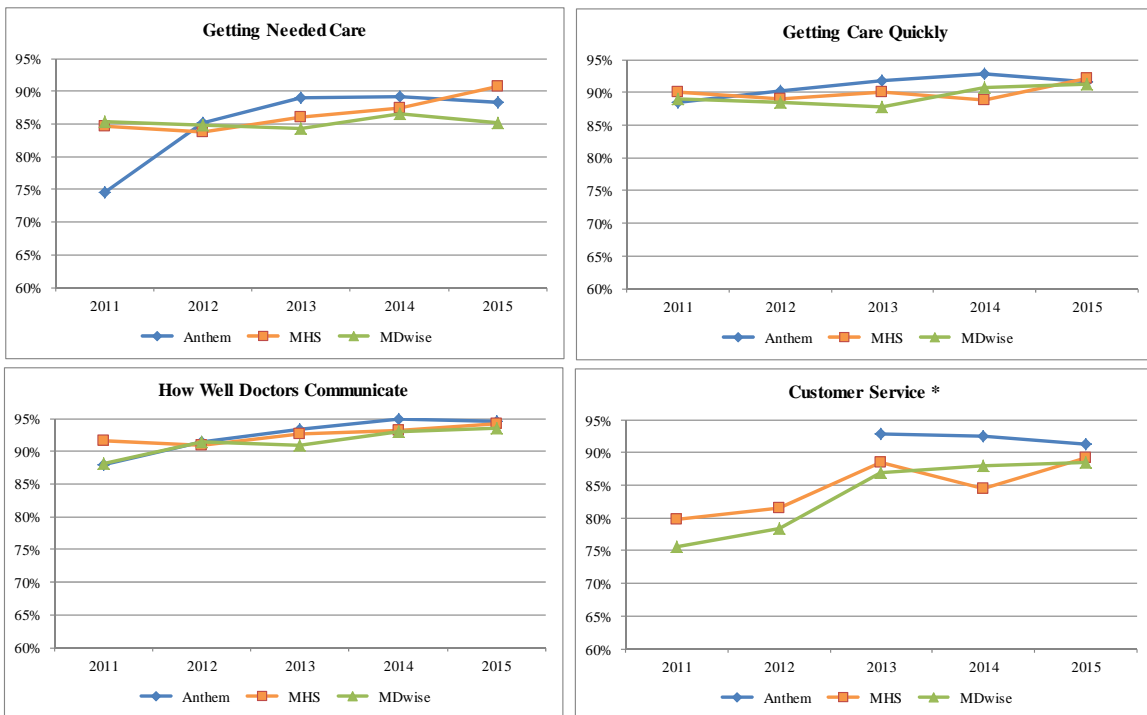 Getting Needed Care
95%
90%
85%
80%
75%
70%
65%
60%
2011 2012 2013 2014 2015
Anthem MHS MDwise
Getting Care Quickly
95%
90%
85%
80%
75%
70%
65%
60%
2011 2012 2013 2014 2015
Anthem MHS MDwise
How Well Doctors Communicate
95%
90%
85%
80%
75%
70%
65%
60%
2011 2012 2013 2014 2015
Anthem MHS MDwise
Customer Service *
95%
90%
85%
80%
75%
70%
65%
60%
2011 2012 2013 2014 2015
Anthem MHS MDwise